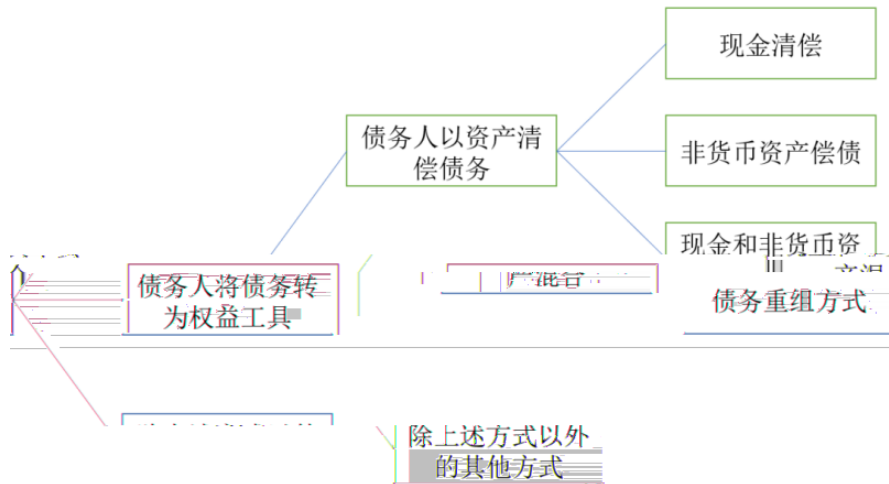 现金清偿
债务人以资产清
偿债务
非货币资产偿债
现金和非货币资
产混合
债务人将债务转
为权益工具
债务重组方式
除上述方式以外
的其他方式